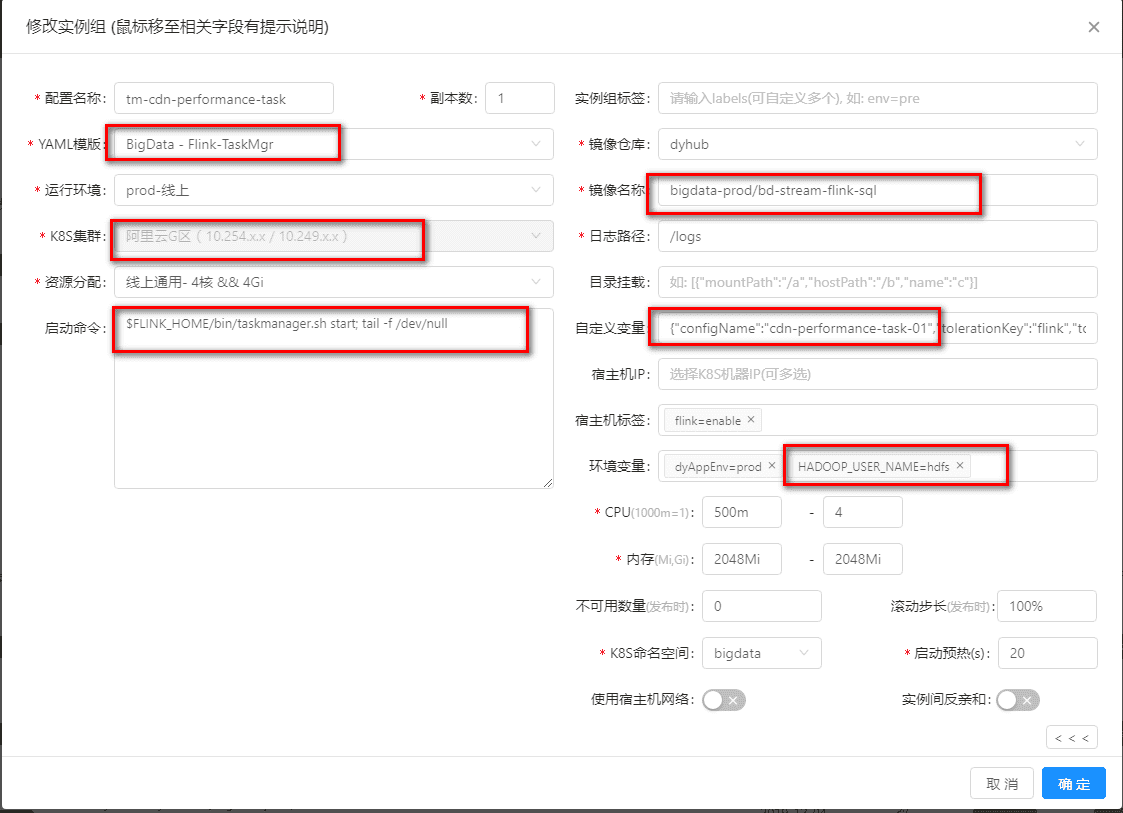 修改实例组 (鼠标移至相关字段有提示说明)
* 配置名称: tm-cdn-performance-task * 副本数: 1
* YAML模版: BigData - Flink-TaskMgr
* 运行环境: prod-线上
* K8S集群: 阿里云G区 ( 10.254.x.x / 10.249.x.x )
* 资源分配: 线上通用- 4核 && 4Gi
启动命令: $FLINK_HOME/bin/taskmanager.sh start; tail -f /dev/null
实例组标签: 请输入labels(可自定义多个), 如: env=pre
* 镜像仓库: dyhub
* 镜像名称 bigdata-prod/bd-stream-flink-sql
* 日志路径: /logs
目录挂载: 如: [{"mountPath":"/a","hostPath":"/b","name":"c"}]
自定义变量: {"configName":"cdn-performance-task-01","tolerationKey":"flink","tc
宿主机IP: 选择K8S机器IP(可多选)
宿主机标签: flink=enable ×
环境变量: dyAppEnv=prod × HADOOP_USER_NAME=hdfs ×
* CPU(1000m=1): 500m - 4
* 内存(Mi,Gi): 2048Mi - 2048Mi
不可用数量(发布时): 0 滚动步长(发布时): 100%
* K8S命名空间: bigdata * 启动预热(s): 20
使用宿主机网络: 实例间反亲和:
< < <
取 消 确 定